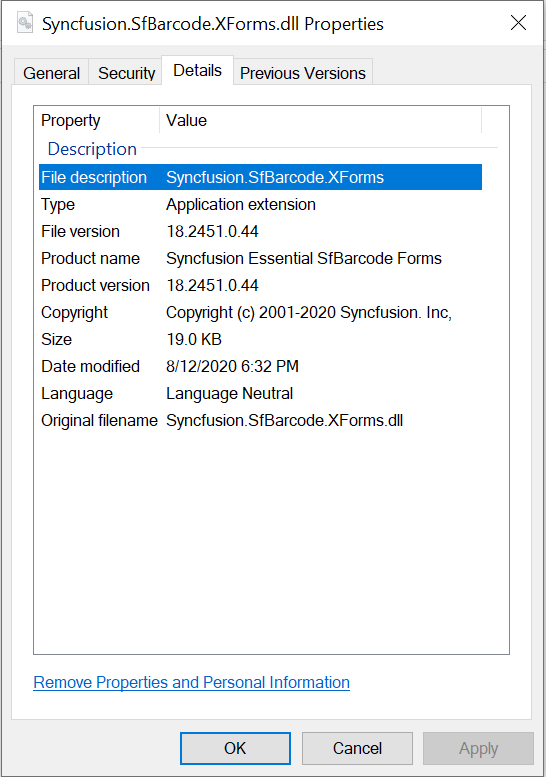 Syncfusion.SfBarcode.XForms.dll Properties
General Security Details Previous Versions
Property Value
Description
File description Syncfusion.SfBarcode.XForms
Type Application extension
File version 18.2451.0.44
Product name Syncfusion Essential SfBarcode Forms
Product version 18.2451.0.44
Copyright Copyright (c) 2001-2020 Syncfusion. Inc,
Size 19.0 KB
Date modified 8/12/2020 6:32 PM
Language Language Neutral
Original filename Syncfusion.SfBarcode.XForms.dll
Remove Properties and Personal Information
OK Cancel Apply